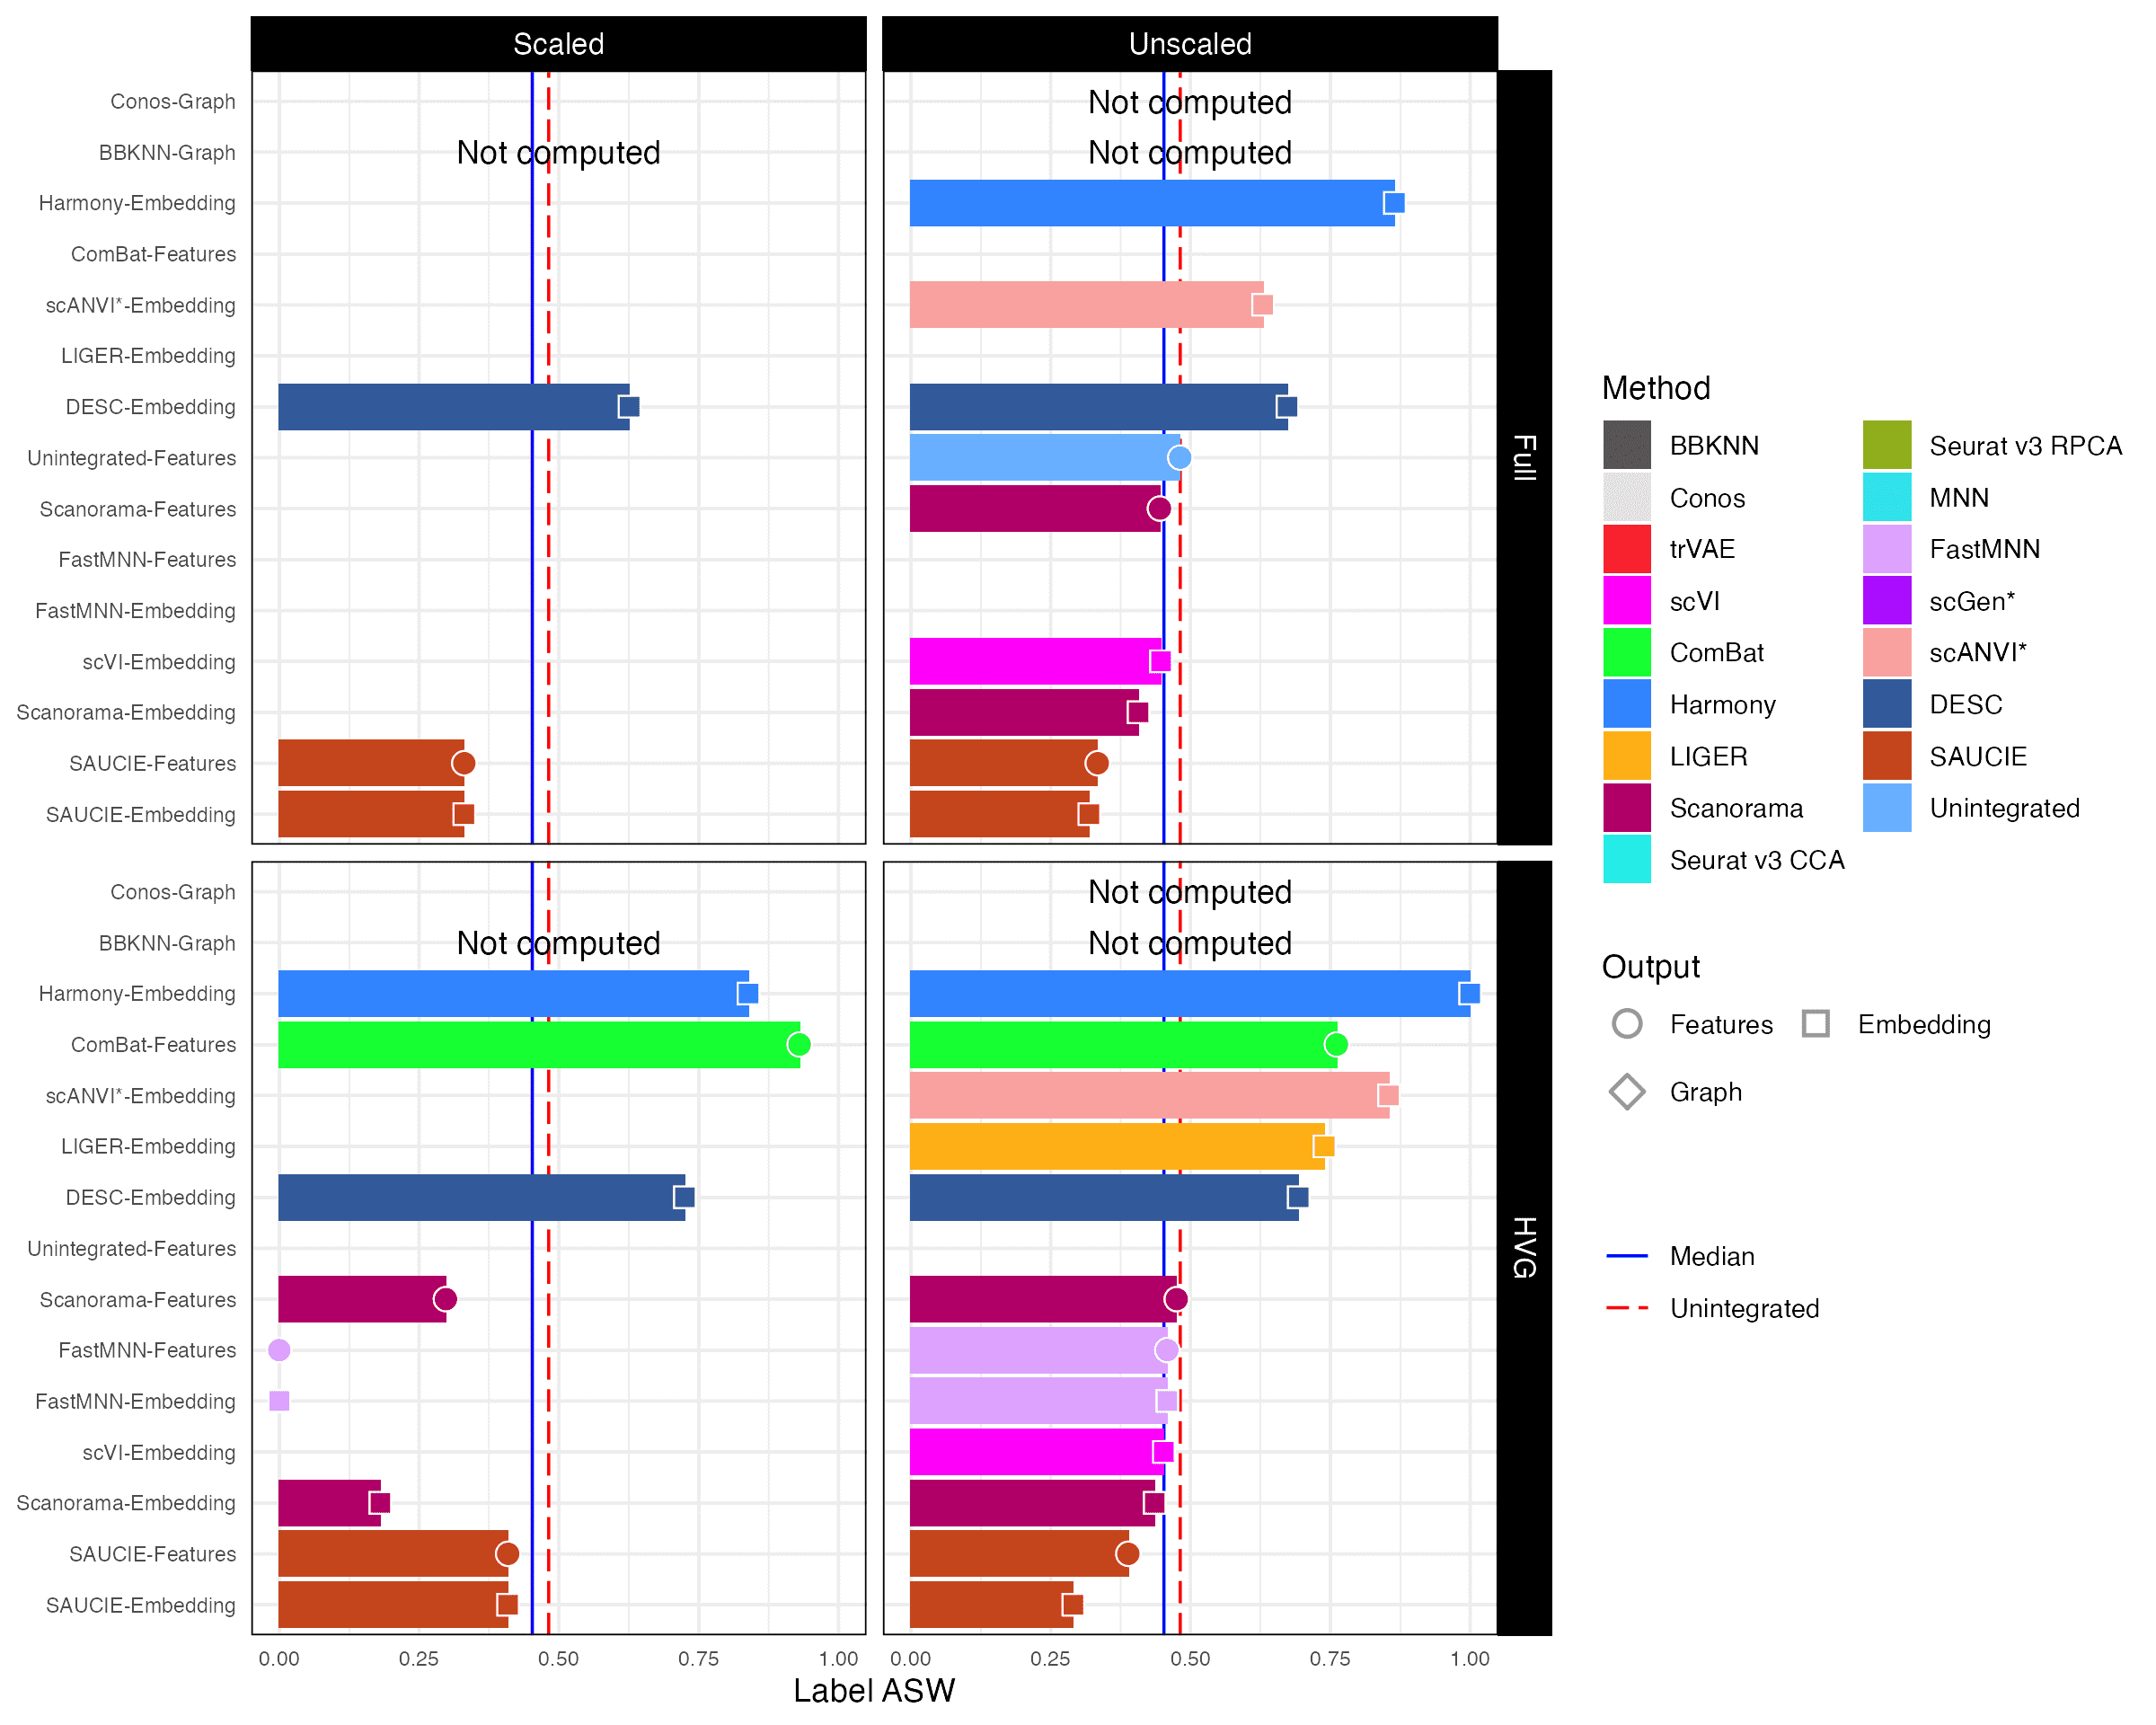 Scaled
Unscaled
Conos-Graph
BBKNN-Graph
Harmony-Embedding
ComBat-Features
scANVI*-Embedding
LIGER-Embedding
DESC-Embedding
Unintegrated-Features
Scanorama-Features
FastMNN-Features
FastMNN-Embedding
scVI-Embedding
Scanorama-Embedding
SAUCIE-Features
SAUCIE-Embedding
Not computed
Not computed
Not computed
Full
Conos-Graph
BBKNN-Graph
Harmony-Embedding
ComBat-Features
scANVI*-Embedding
LIGER-Embedding
DESC-Embedding
Unintegrated-Features
Scanorama-Features
FastMNN-Features
FastMNN-Embedding
scVI-Embedding
Scanorama-Embedding
SAUCIE-Features
SAUCIE-Embedding
Not computed
Not computed
Not computed
HVG
0.00 0.25 0.50 0.75 1.00
0.00 0.25 0.50 0.75 1.00
Label ASW
Method
BBKNN
Conos
trVAE
scVI
ComBat
Harmony
LIGER
Scanorama
Seurat v3 CCA
Seurat v3 RPCA
MNN
FastMNN
scGen*
scANVI*
DESC
SAUCIE
Unintegrated
Output
Features
Embedding
Graph
Median
Unintegrated